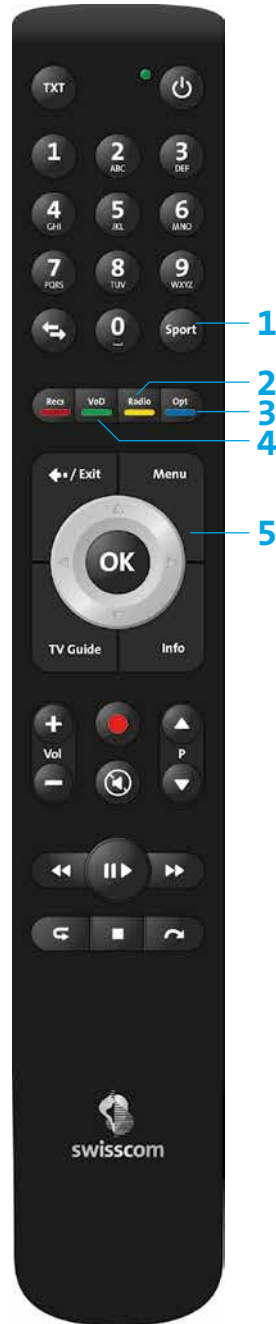 TXT
1 2 3
ABC DEF
4 5 6
GHI JKL MNO
7 8 9
PQRS TUV WXYZ
0 Sport 1
2
Recs VoD Radio Opt 3
4
/ Exit Menu
5
OK
TV Guide Info
+
Vol P
−
swisscom